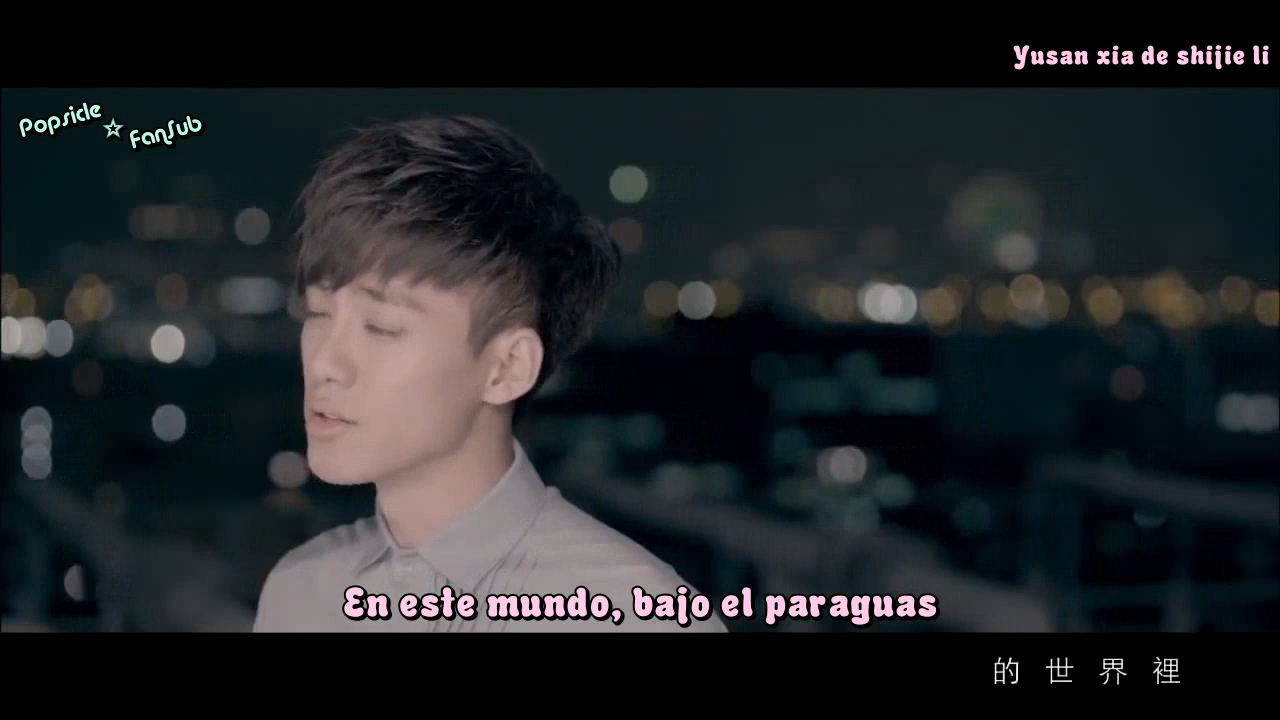 Yusan xia de shijie li
Popsicle ☆ FanSub
En este mundo, bajo el paraguas
的世界裡